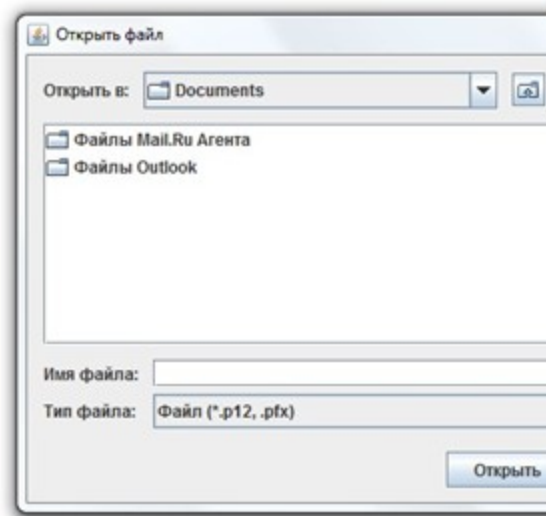 Открыть файл
Открыть в: Documents
Файлы Mail.Ru Агента
Файлы Outlook
Имя файла:
Тип файла: Файл (*.p12, .pfx)
Открыть